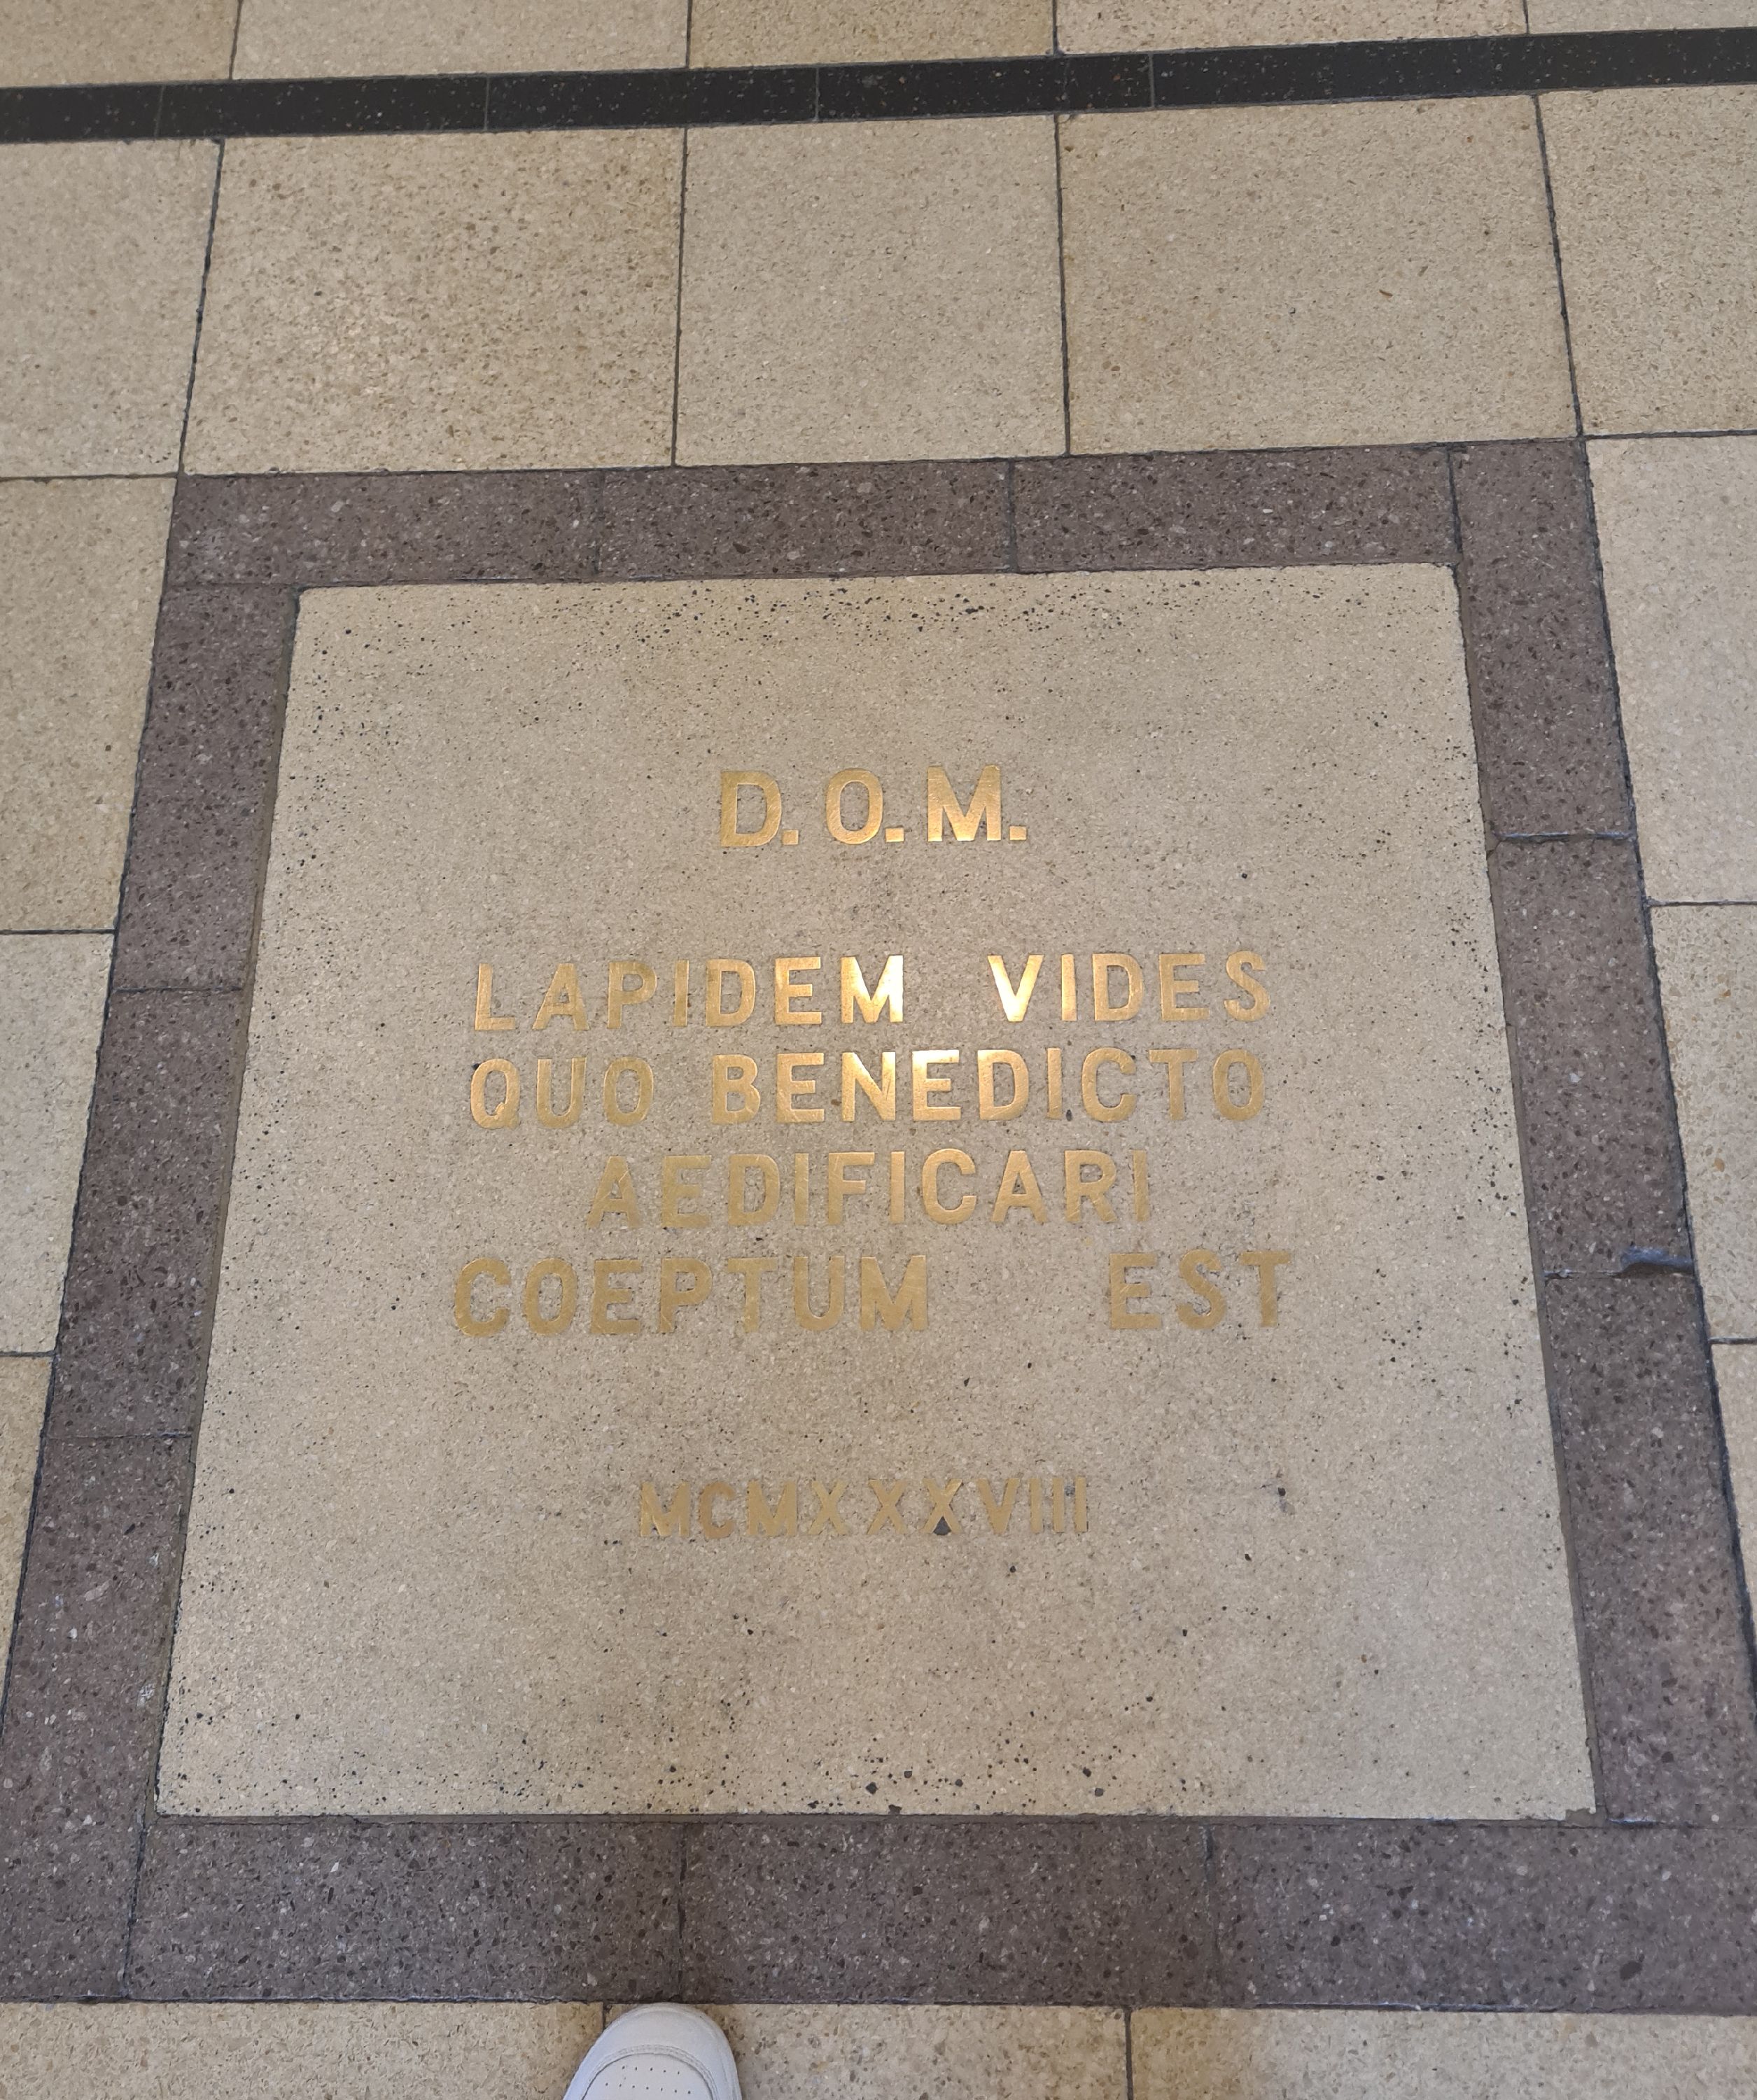 D. O. M.
LAPIDEM VIDES
QUO BENEDICTO
AEDIFICARI
COEPTUM EST
MCMXXXVIII